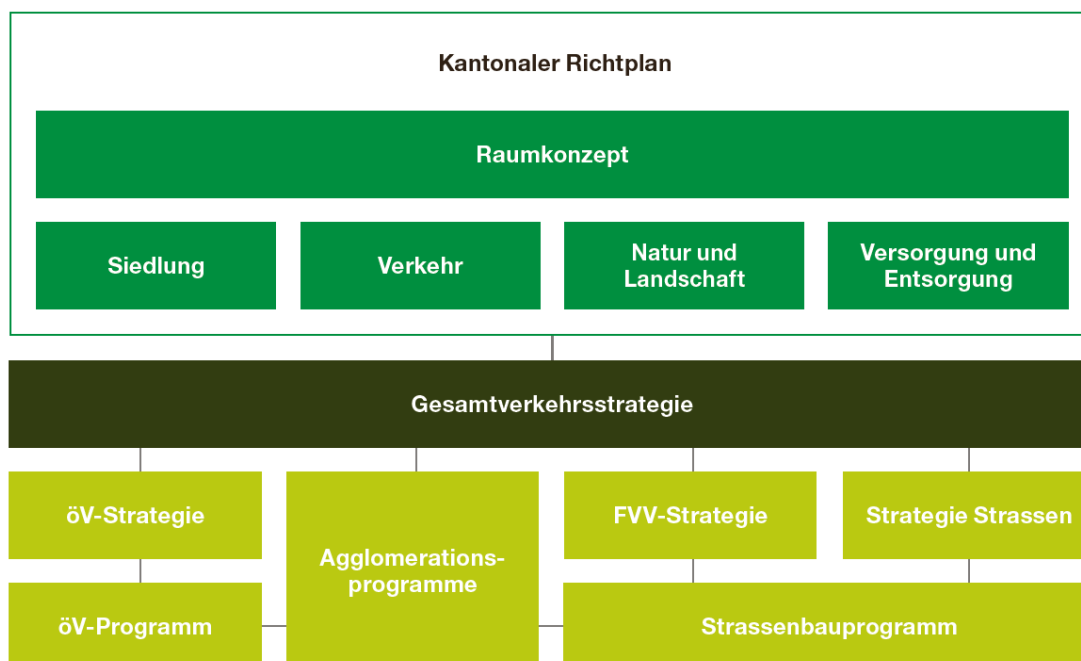 Kantonaler Richtplan
Raumkonzept
Siedlung
Verkehr
Natur und
Landschaft
Versorgung und
Entsorgung
Gesamtverkehrsstrategie
öV-Strategie
Agglomerations-
programme
FVV-Strategie
Strategie Strassen
öV-Programm
Strassenbauprogramm